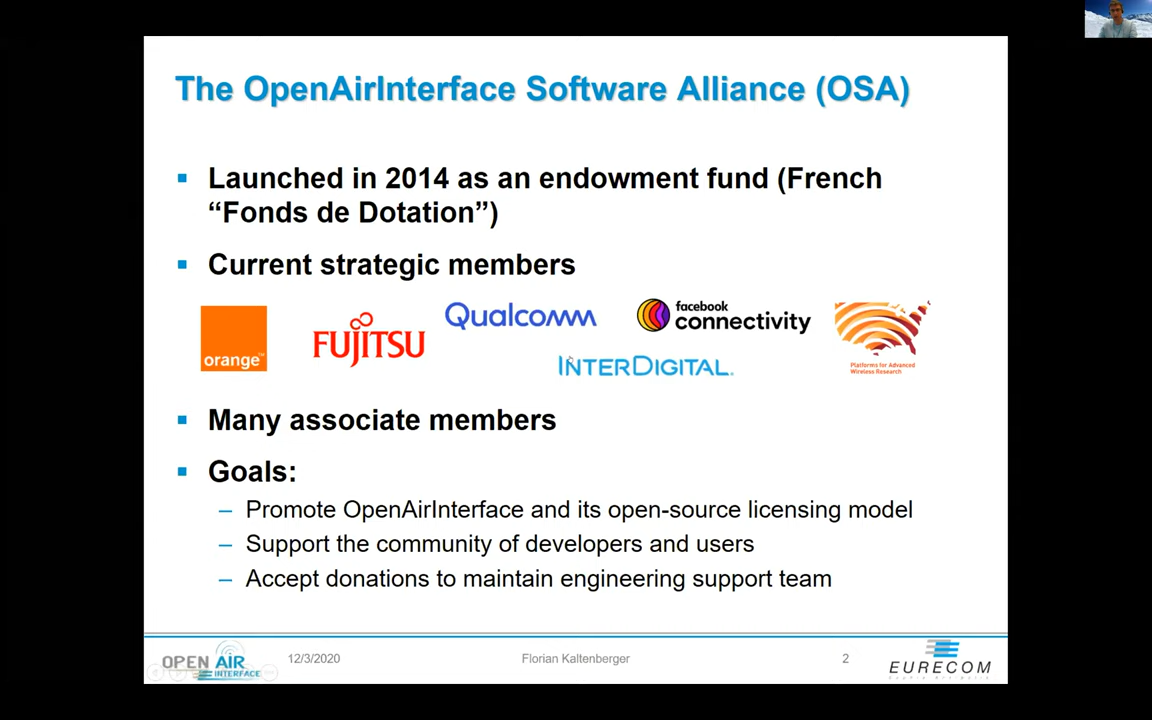 The OpenAirInterface Software Alliance (OSA)
Launched in 2014 as an endowment fund (French
“Fonds de Dotation”)
Current strategic members
orange™
FUJITSU
Qualcomm
facebook
connectivity
INTERDIGITAL.
Platforms for Advanced
Wireless Research
Many associate members
Goals:
– Promote OpenAirInterface and its open-source licensing model
– Support the community of developers and users
– Accept donations to maintain engineering support team
OPEN AIR
INTERFACE
12/3/2020
Florian Kaltenberger
2
EURECOM